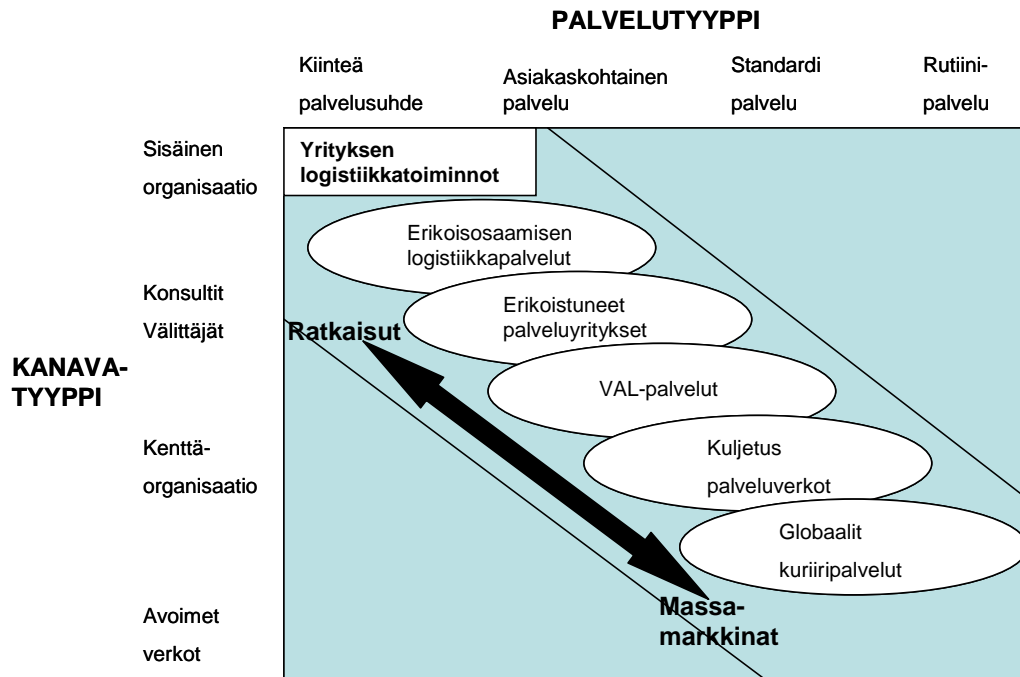 PALVELUTYYPPI
Kiinteä
palvelusuhde
Asiakaskohtainen
palvelu
Standardi
palvelu
Rutiini-
palvelu
KANAVA-
TYYPPI
Sisäinen
organisaatio
Konsultit
Välittäjät
Kenttä-
organisaatio
Avoimet
verkot
Yrityksen
logistiikkatoiminnot
Erikoisosaamisen
logistiikkapalvelut
Erikoistuneet
palveluyritykset
Ratkaisut
VAL-palvelut
Kuljetus
palveluverkot
Globaalit
kuriiripalvelut
Massa-
markkinat